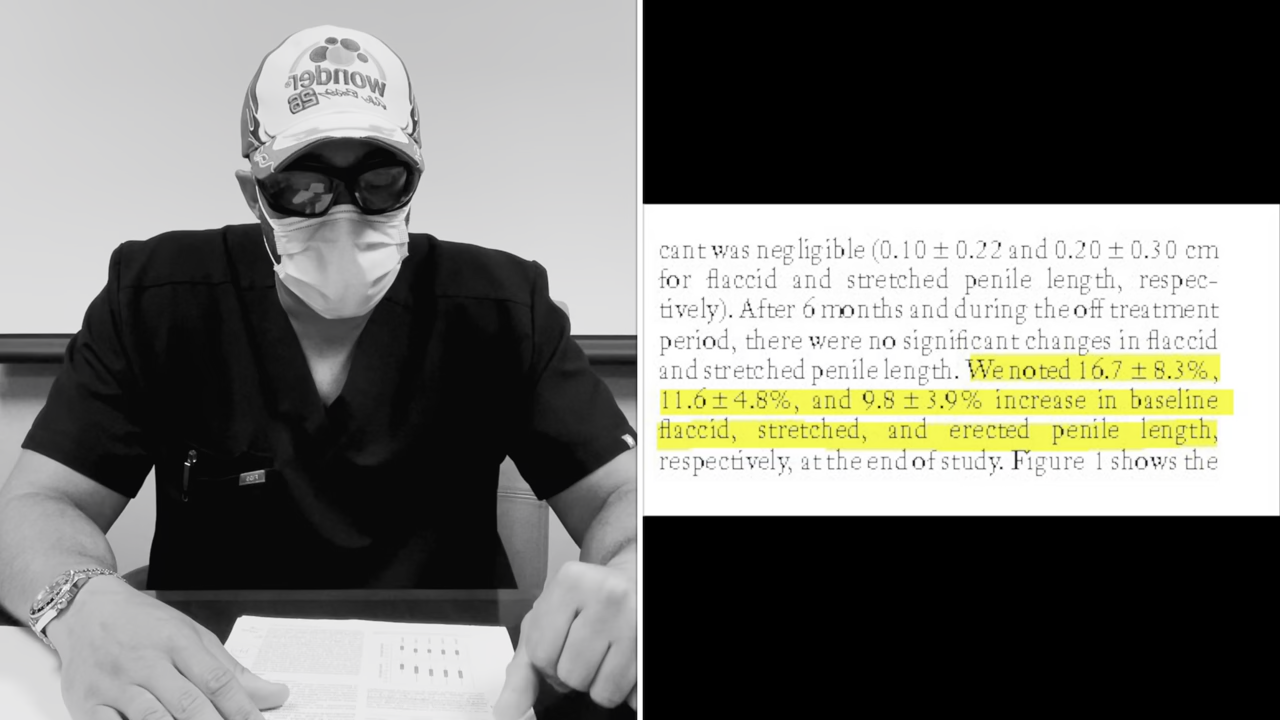 wonder
26
cant was negligible (0.10 ± 0.22 and 0.20 ± 0.30 cm
for flaccid and stretched penile length, respec-
tively). After 6 months and during the off treatment
period, there were no significant changes in flaccid
and stretched penile length. We noted 16.7 ± 8.3%,
11.6 ± 4.8%, and 9.8 ± 3.9% increase in baseline
flaccid, stretched, and erected penile length,
respectively, at the end of study. Figure 1 shows the